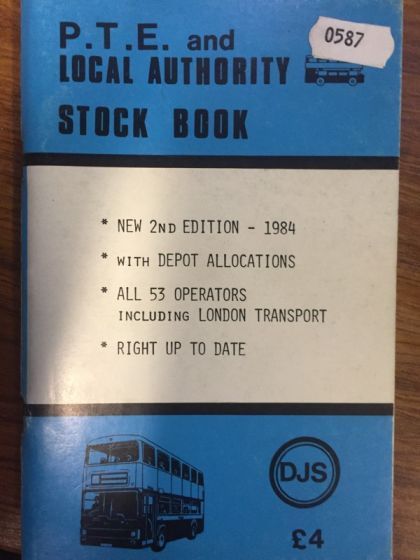 P.T.E. and
0587
LOCAL AUTHORITY
STOCK BOOK
* NEW 2ND EDITION - 1984
* WITH DEPOT ALLOCATIONS
* ALL 53 OPERATORS
INCLUDING LONDON TRANSPORT
* RIGHT UP TO DATE
DJS
£4